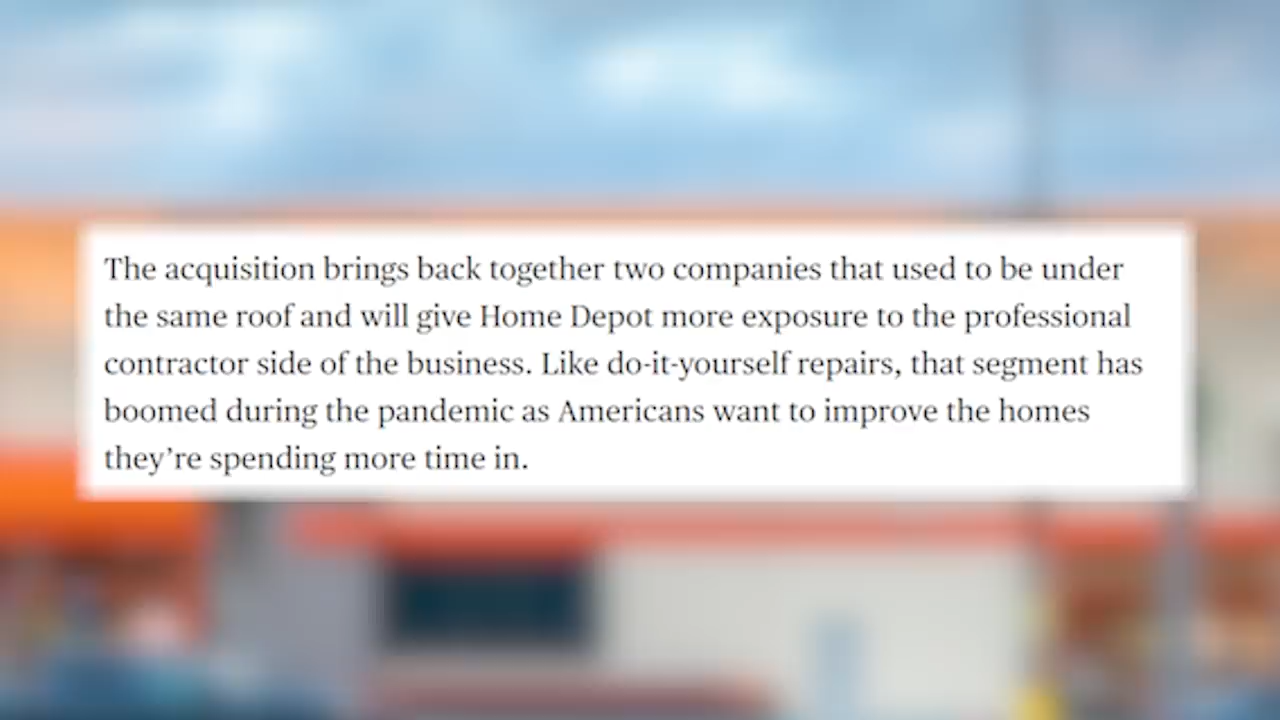 The acquisition brings back together two companies that used to be under
the same roof and will give Home Depot more exposure to the professional
contractor side of the business. Like do-it-yourself repairs, that segment has
boomed during the pandemic as Americans want to improve the homes
they’re spending more time in.